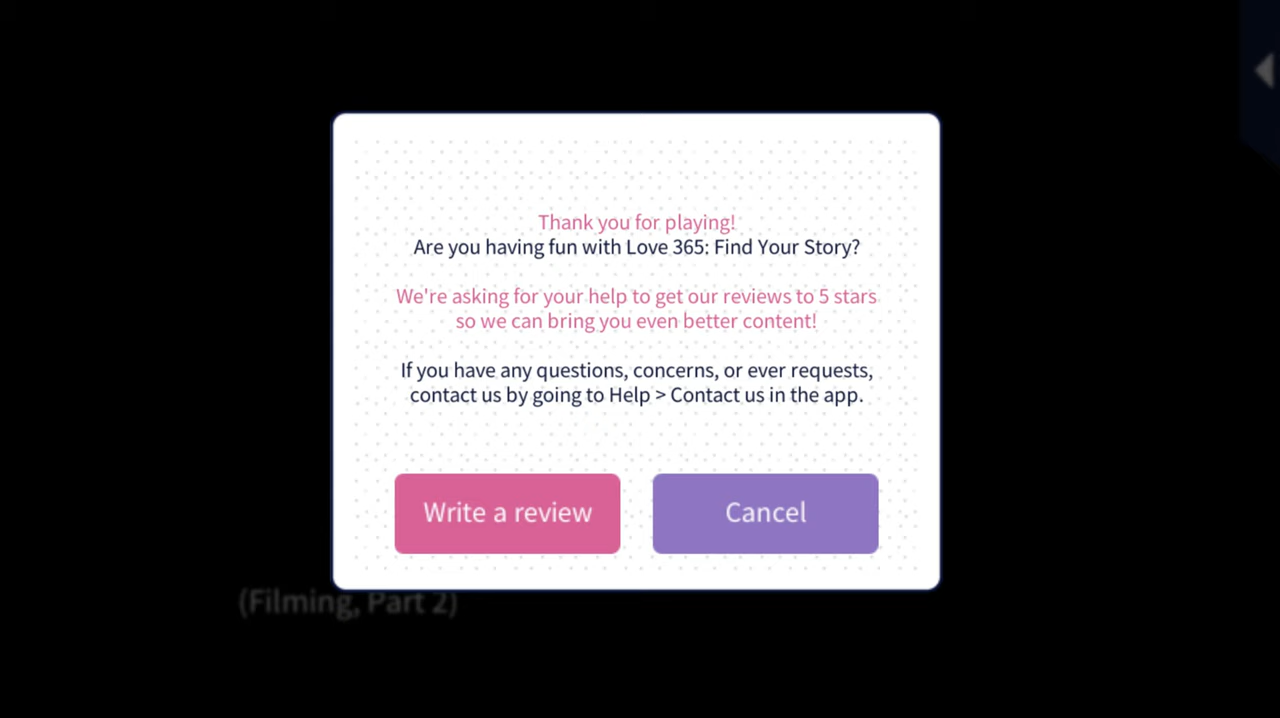 Thank you for playing!
Are you having fun with Love 365: Find Your Story?
We're asking for your help to get our reviews to 5 stars
so we can bring you even better content!
If you have any questions, concerns, or ever requests,
contact us by going to Help > Contact us in the app.
Write a review
Cancel
(Filming, Part 2)